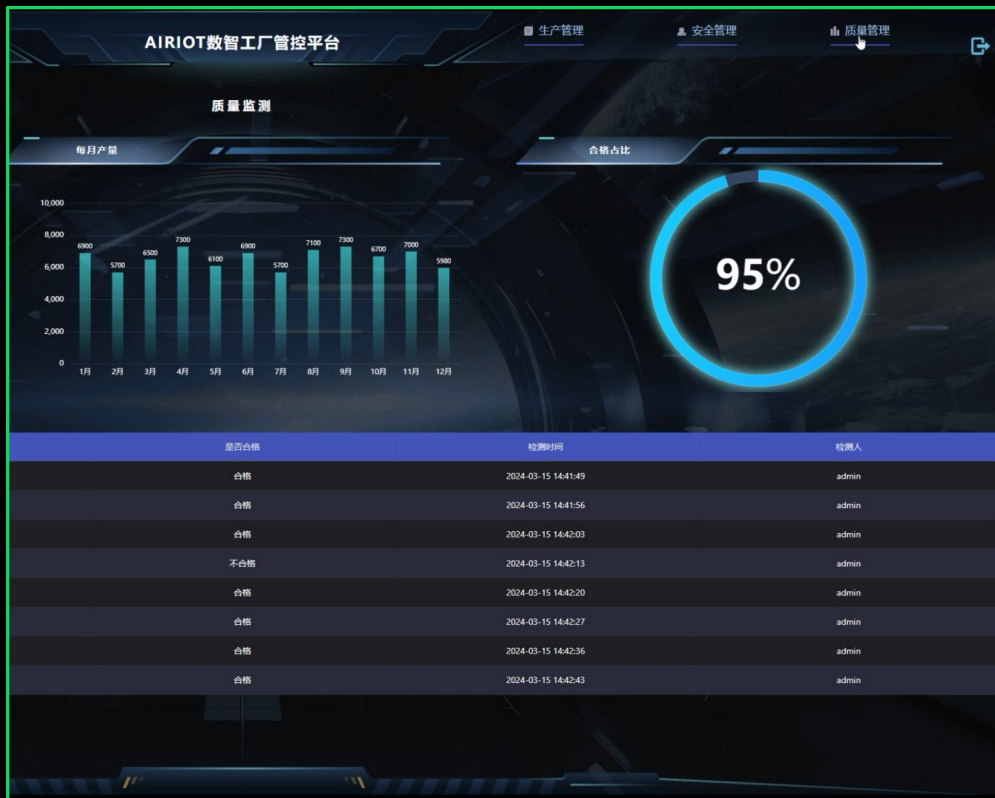 AIRIOT数智工厂管控平台
生产管理 安全管理 质量管理
质量监测
每月产量 合格占比
10,000
8,000
6,000
4,000
2,000
0
6900 5700 6500 7300 6100 6900 5700 7100 7300 6700 7000 5980
1月 2月 3月 4月 5月 6月 7月 8月 9月 10月 11月 12月
95%
是否合格 检测时间 检测人
合格 2024-03-15 14:41:49 admin
合格 2024-03-15 14:41:56 admin
合格 2024-03-15 14:42:03 admin
不合格 2024-03-15 14:42:13 admin
合格 2024-03-15 14:42:20 admin
合格 2024-03-15 14:42:27 admin
合格 2024-03-15 14:42:36 admin
合格 2024-03-15 14:42:43 admin